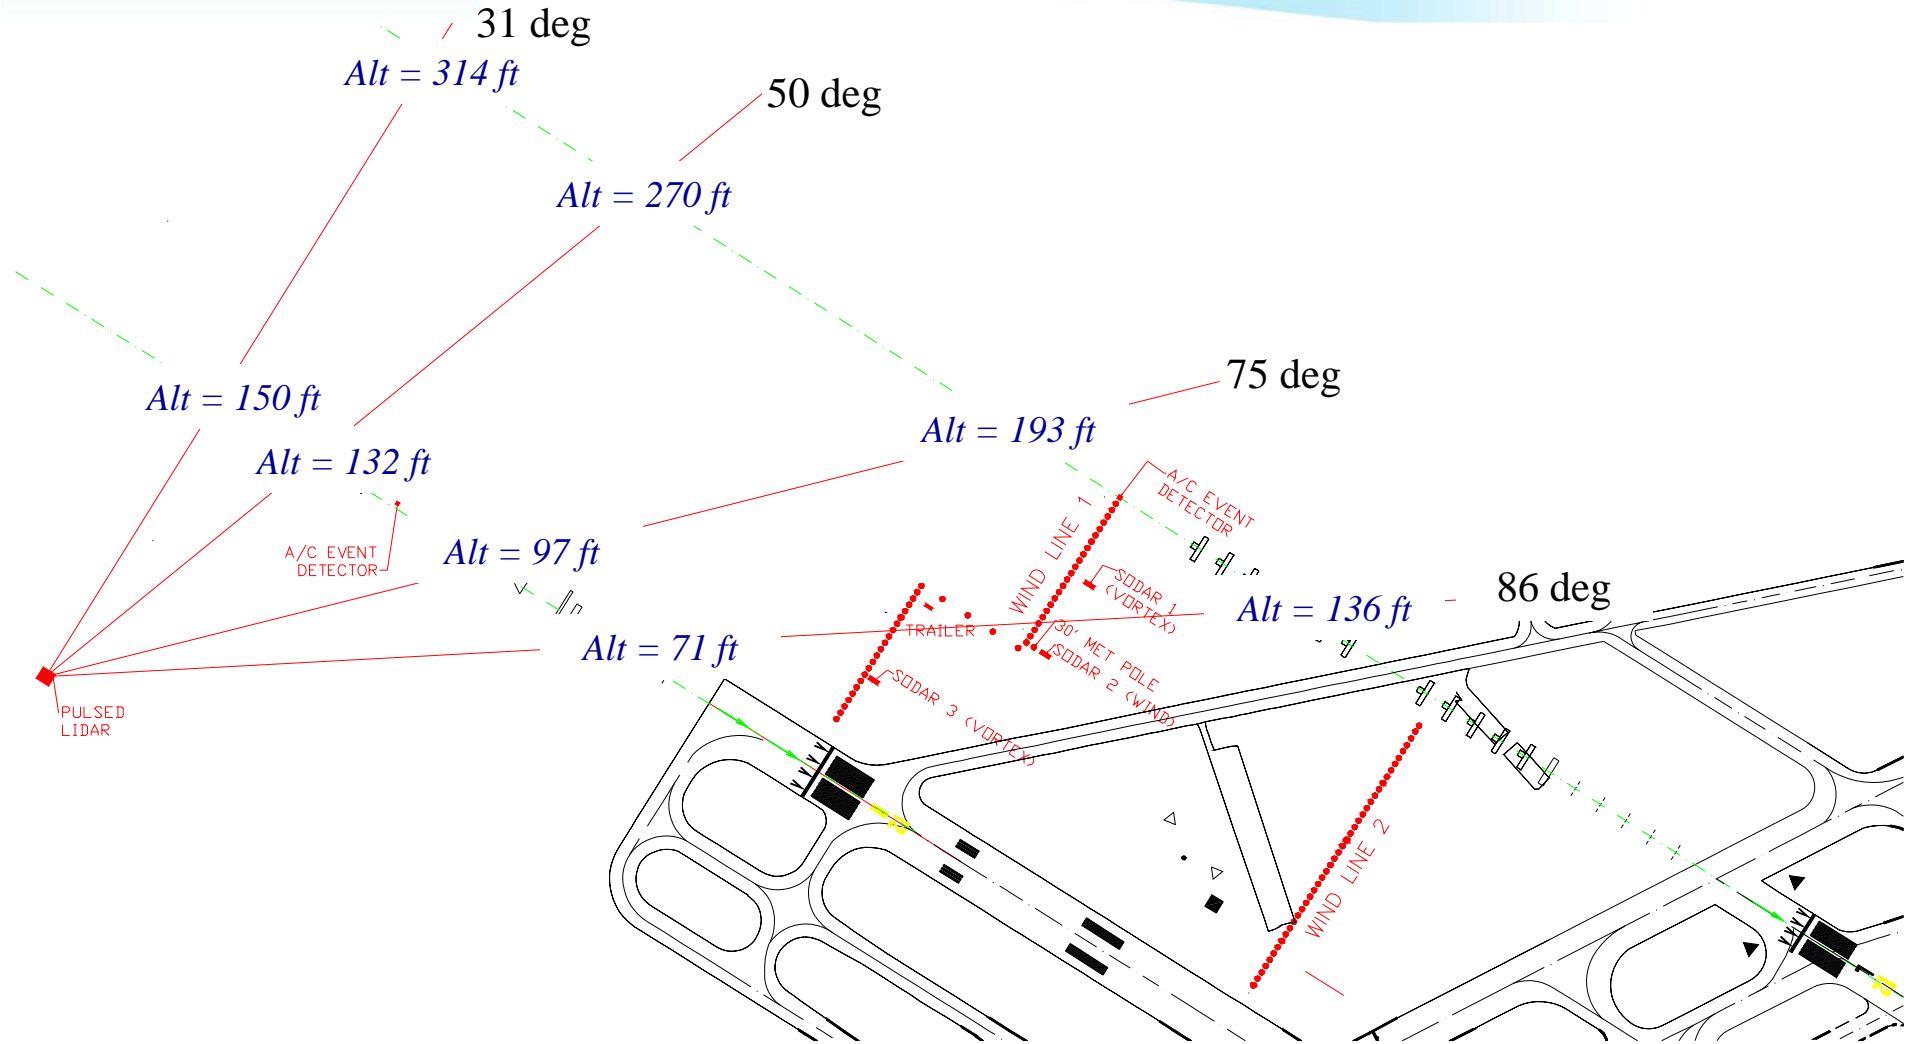 31 deg
Alt = 314 ft
50 deg
Alt = 270 ft
75 deg
Alt = 150 ft
Alt = 193 ft
Alt = 132 ft
A/C EVENT
DETECTOR
WIND LINE 1
A/C EVENT
DETECTOR
Alt = 97 ft
SODAR 1
(VORTEX)
86 deg
Alt = 136 ft
TRAILER
30' MET POLE
SODAR 2 (WIND)
Alt = 71 ft
SODAR 3 (VORTEX)
PULSED
LIDAR
WIND LINE 2